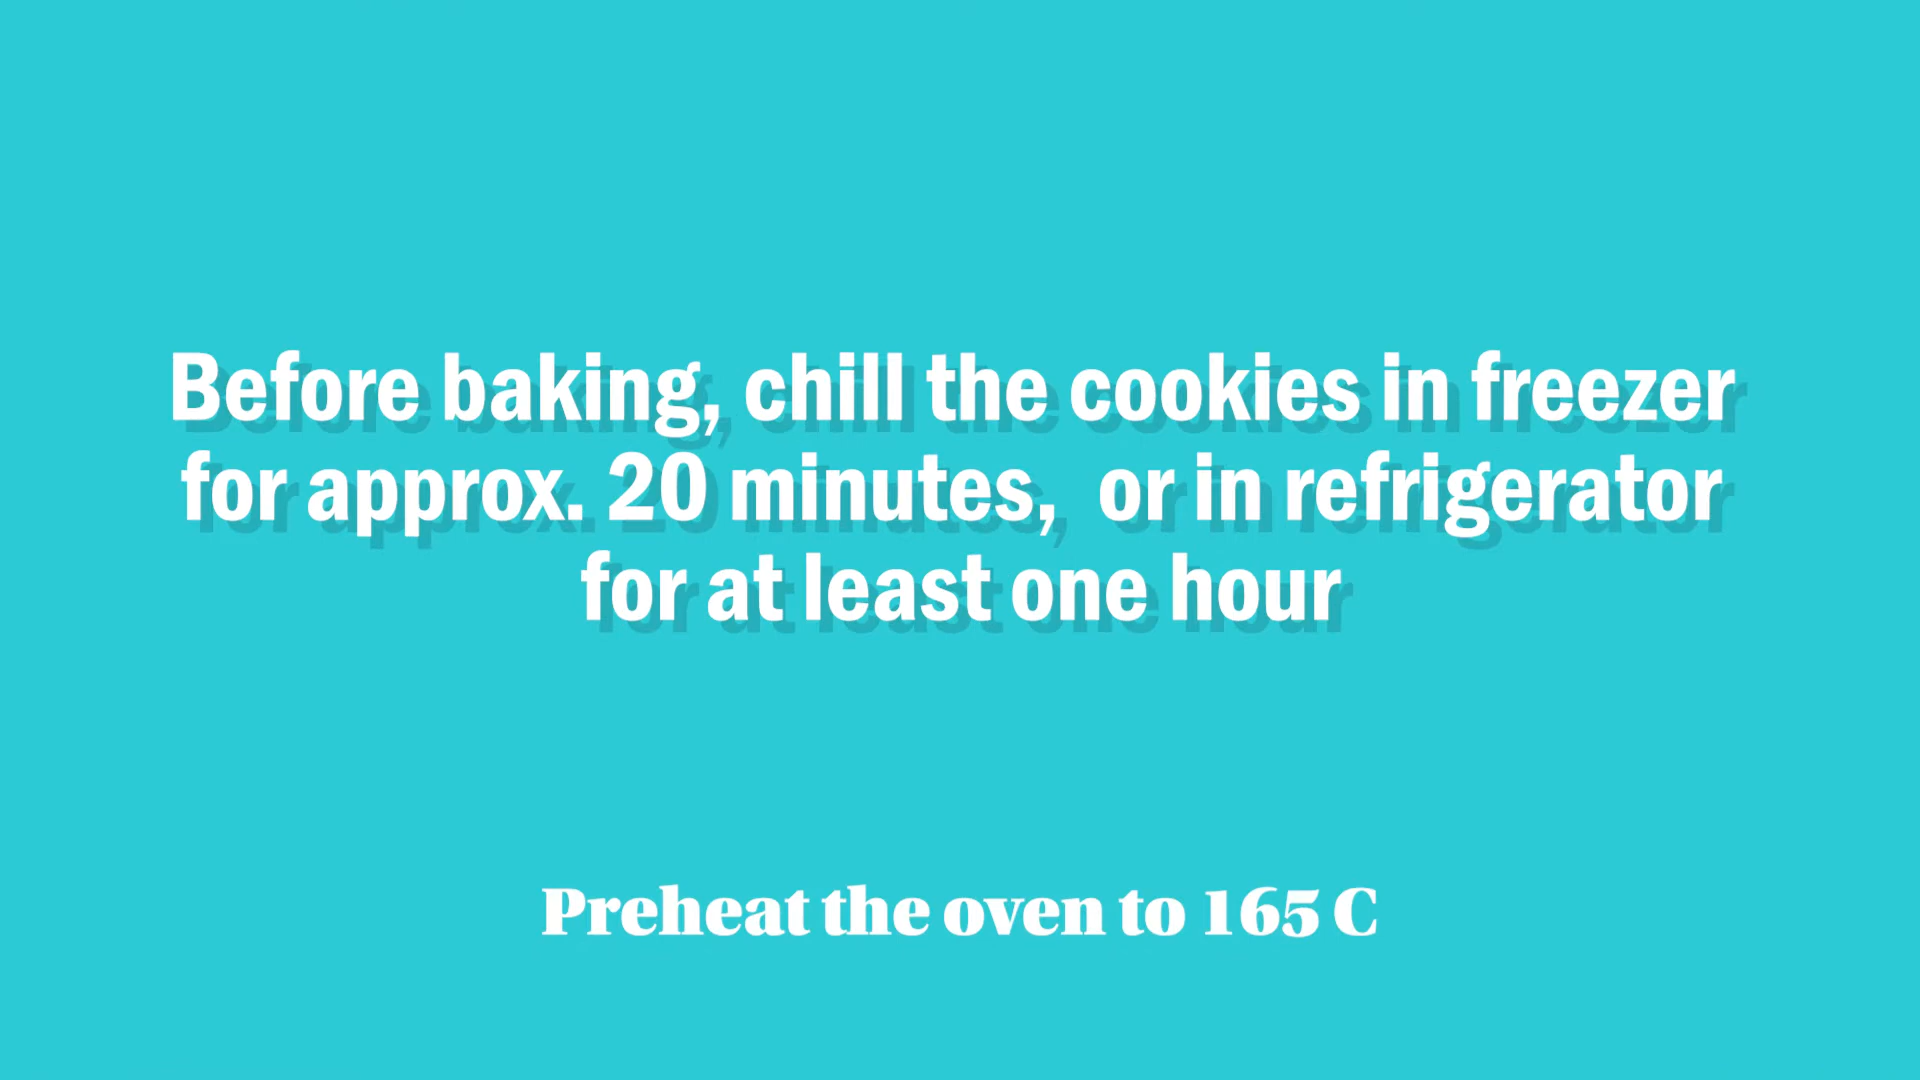 Before baking, chill the cookies in freezer
for approx. 20 minutes,  or in refrigerator
for at least one hour
Preheat the oven to 165 C